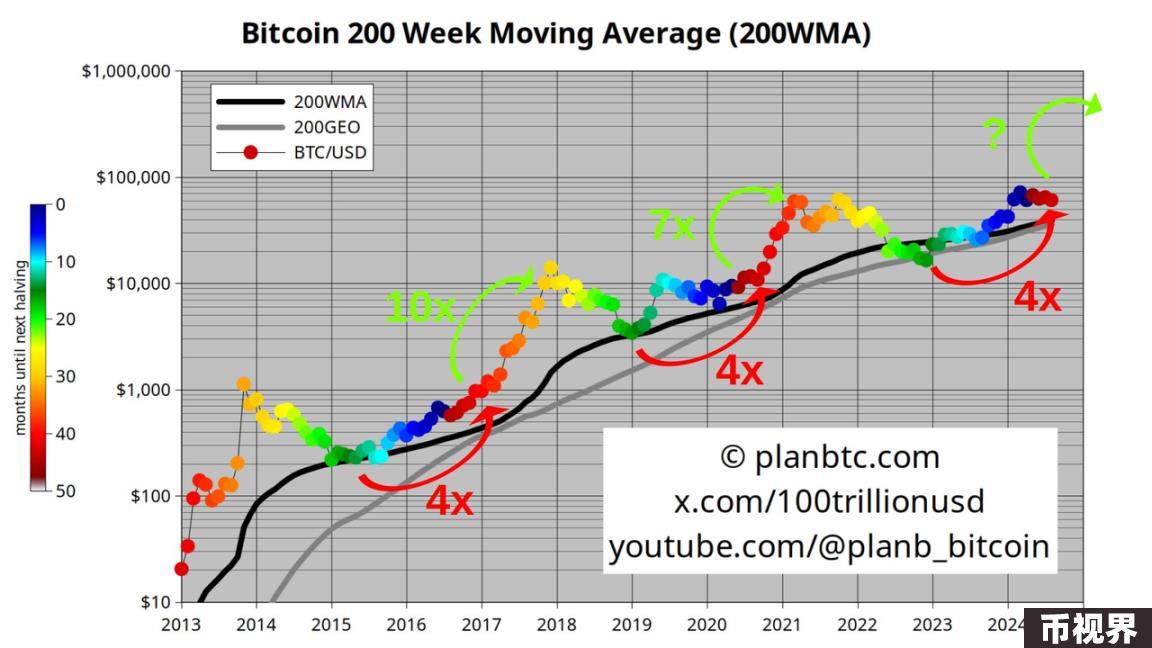 Bitcoin 200 Week Moving Average (200WMA)
$1,000,000
$100,000
$10,000
$1,000
$100
$10
200WMA
200GEO
BTC/USD
0
10
20
30
40
50
months until next halving
10x
7x
?
4x
4x
4x
© planbtc.com
x.com/100trillionusd
youtube.com/@planb_bitcoin
2013 2014 2015 2016 2017 2018 2019 2020 2021 2022 2023 2024
币视界